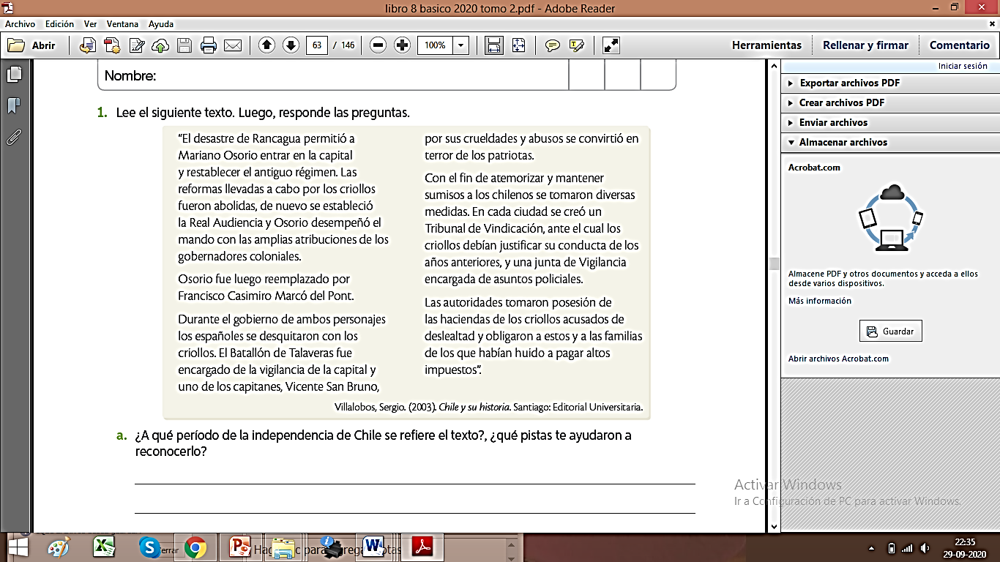 libro 8 basico 2020 tomo 2.pdf - Adobe Reader
Archivo Edición Ver Ventana Ayuda
Abrir 63 / 146 100% Herramientas Rellenar y firmar Comentario
Iniciar sesión
Exportar archivos PDF
Crear archivos PDF
Enviar archivos
Almacenar archivos
Acrobat.com
Almacene PDF y otros documentos y acceda a ellos
desde varios dispositivos.
Más información
Guardar
Abrir archivos Acrobat.com
Nombre:
1. Lee el siguiente texto. Luego, responde las preguntas.
“El desastre de Rancagua permitió a
Mariano Osorio entrar en la capital
y restablecer el antiguo régimen. Las
reformas llevadas a cabo por los criollos
fueron abolidas, de nuevo se estableció
la Real Audiencia y Osorio desempeñó el
mando con las amplias atribuciones de los
gobernadores coloniales.
Osorio fue luego reemplazado por
Francisco Casimiro Marcó del Pont.
Durante el gobierno de ambos personajes
los españoles se desquitaron con los
criollos. El Batallón de Talaveras fue
encargado de la vigilancia de la capital y
uno de los capitanes, Vicente San Bruno,
por sus crueldades y abusos se convirtió en
terror de los patriotas.
Con el fin de atemorizar y mantener
sumisos a los chilenos se tomaron diversas
medidas. En cada ciudad se creó un
Tribunal de Vindicación, ante el cual los
criollos debían justificar su conducta de los
años anteriores, y una junta de Vigilancia
encargada de asuntos policiales.
Las autoridades tomaron posesión de
las haciendas de los criollos acusados de
deslealtad y obligaron a estos y a las familias
de los que habían huido a pagar altos
impuestos”.
Villalobos, Sergio. (2003). Chile y su historia. Santiago: Editorial Universitaria.
a. ¿A qué período de la independencia de Chile se refiere el texto?, ¿qué pistas te ayudaron a
reconocerlo?
Activar Windows
Ir a Configuración de PC para activar Windows.
22:35
29-09-2020